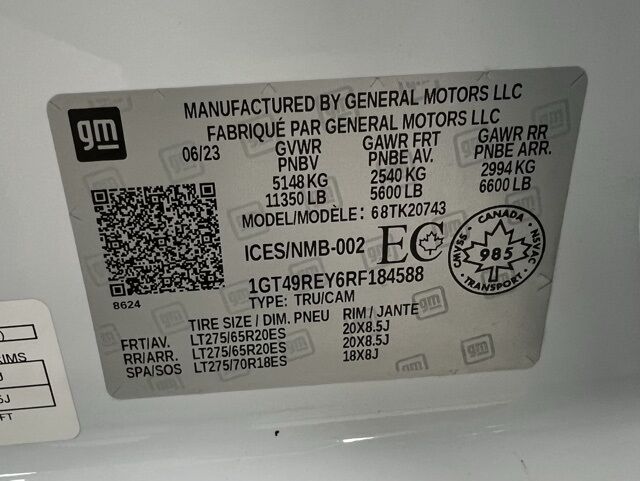 gm
MANUFACTURED BY GENERAL MOTORS LLC
FABRIQUÉ PAR GENERAL MOTORS LLC
06/23
GVWR
PNBV
5148 KG
11350 LB
GAWR FRT
PNBE AV.
2540 KG
5600 LB
GAWR RR
PNBE ARR.
2994 KG
6600 LB
MODEL/MODÈLE: 68TK20743
ICES/NMB-002 EC
CANADA
CMVSS 985 NSVAC
TRANSPORT
8624
1GT49REY6RF184588
TYPE: TRU/CAM
TIRE SIZE / DIM. PNEU RIM / JANTE
FRT/AV. LT275/65R20ES 20X8.5J
RR/ARR. LT275/65R20ES 20X8.5J
SPA/SOS LT275/70R18ES 18X8J
IMS
J
5J
FT